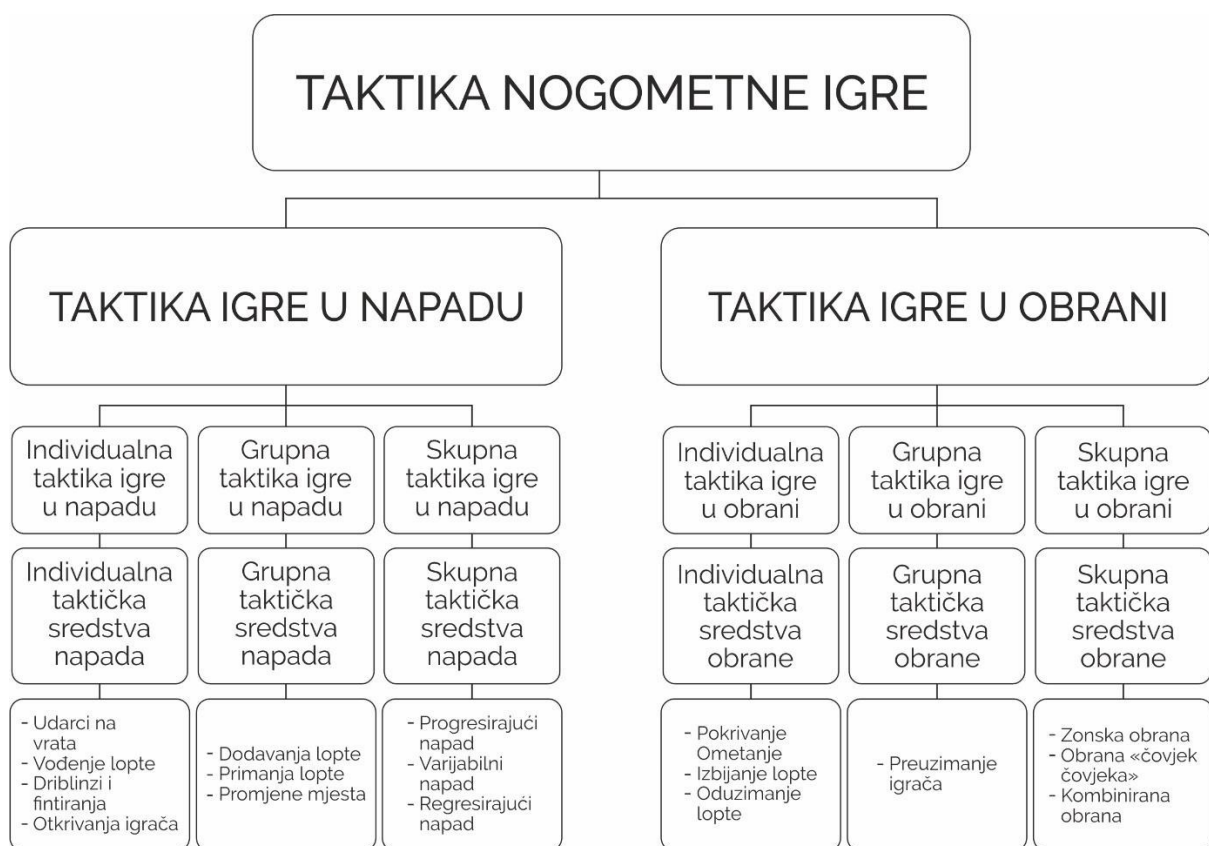 TAKTIKA NOGOMETNE IGRE
TAKTIKA IGRE U NAPADU
TAKTIKA IGRE U OBRANI
Individualna
taktika igre
u napadu
Grupna
taktika igre
u napadu
Skupna
taktika igre
u napadu
Individualna
taktika igre
u obrani
Grupna
taktika igre
u obrani
Skupna
taktika igre
u obrani
Individualna
taktička
sredstva
napada
Grupna
taktička
sredstva
napada
Skupna
taktička
sredstva
napada
Individualna
taktička
sredstva
obrane
Grupna
taktička
sredstva
obrane
Skupna
taktička
sredstva
obrane
- Udarci na
vrata
- Vođenje lopte
- Driblinzi i
fintiranja
- Otkrivanja igrača
- Dodavanja lopte
- Primanja lopte
- Promjene mjesta
- Progresirajući
napad
- Varijabilni
napad
- Regresirajući
napad
- Pokrivanje
Ometanje
- Izbijanje lopte
- Oduzimanje
lopte
- Preuzimanje
igrača
- Zonska obrana
- Obrana «čovjek
čovjeka»
- Kombinirana
obrana